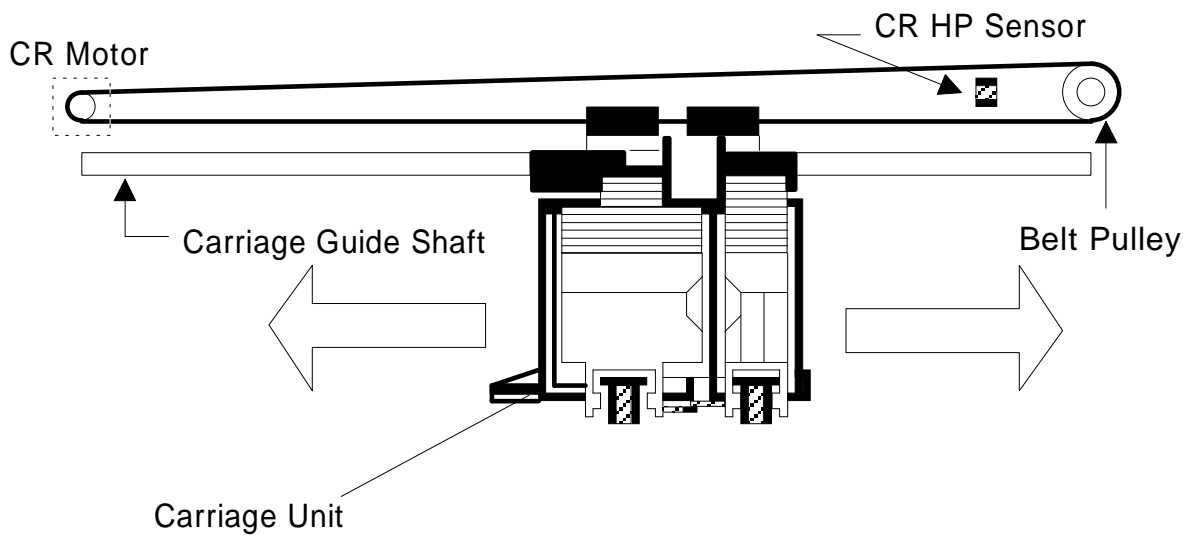 CR HP Sensor
CR Motor
Carriage Guide Shaft
Belt Pulley
Carriage Unit